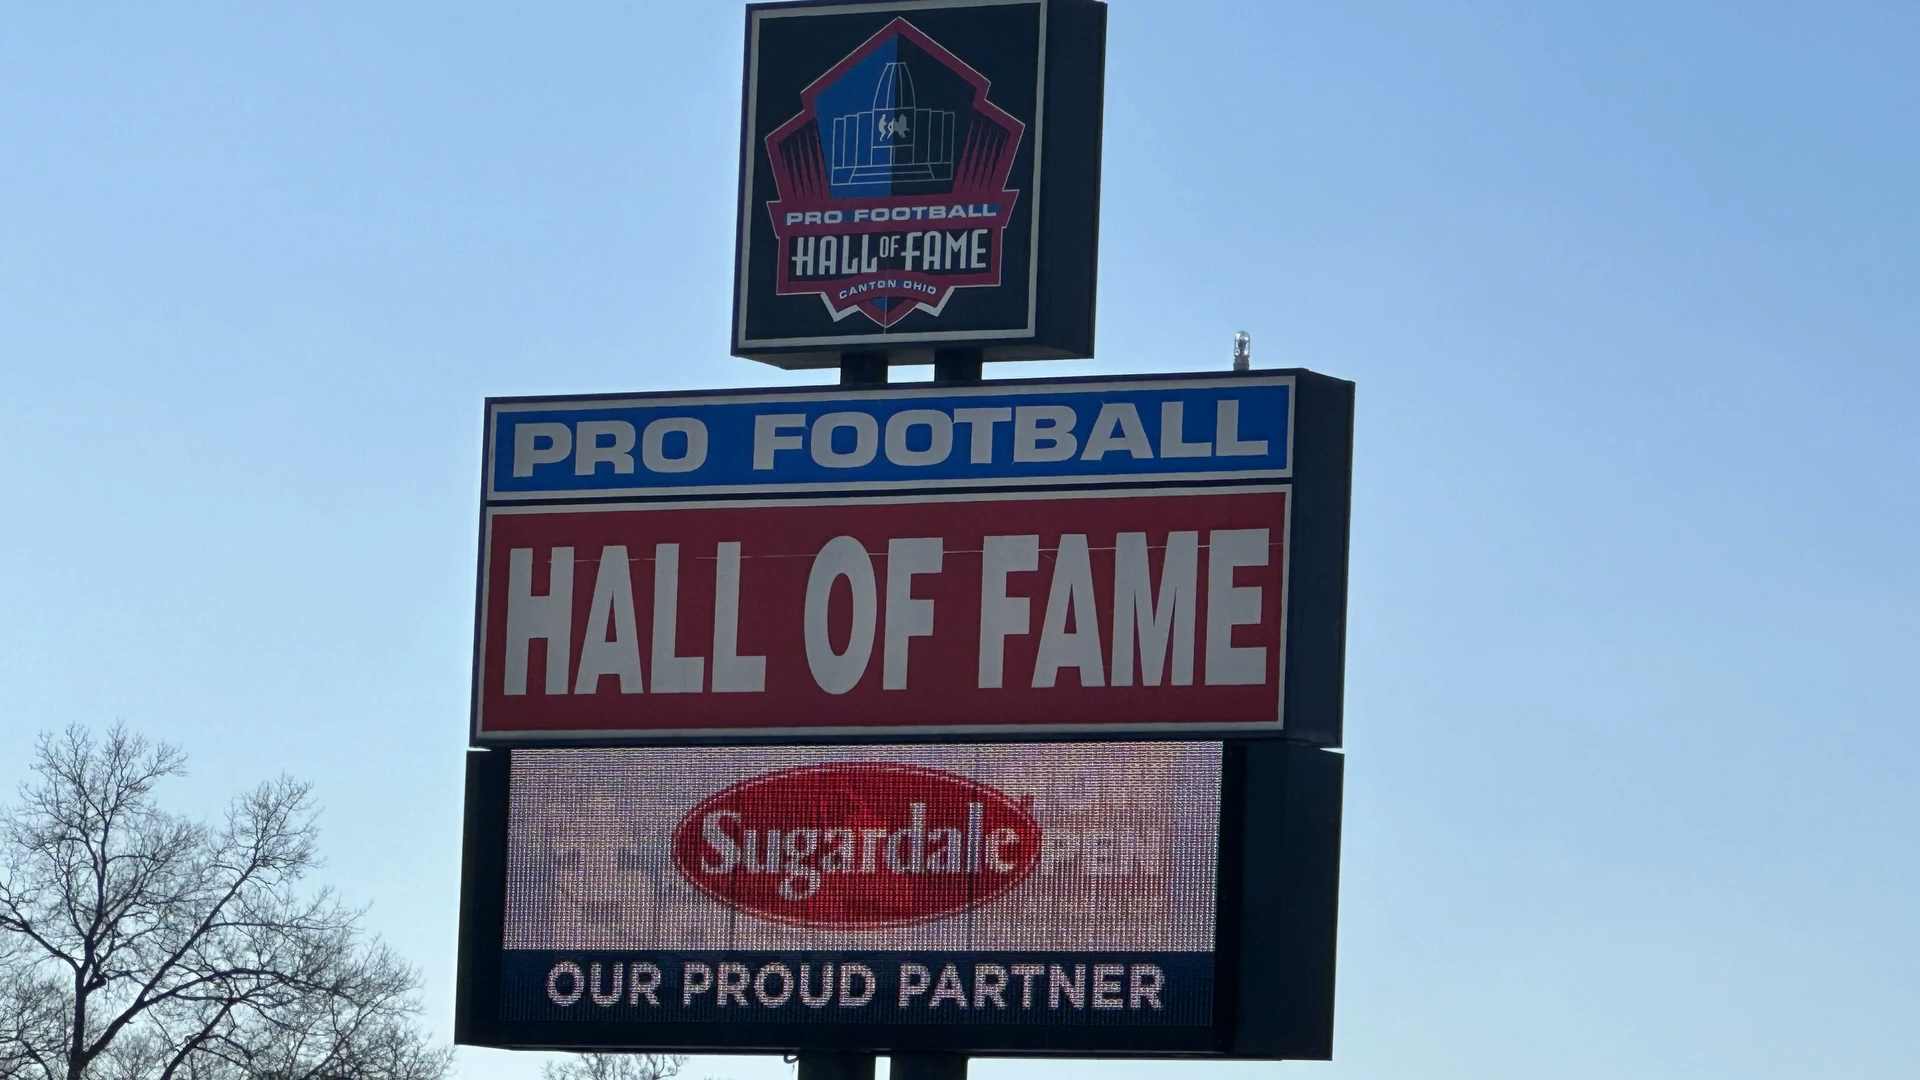 PRO FOOTBALL
HALL OF FAME
CANTON OHIO
PRO FOOTBALL
HALL OF FAME
Sugardale
OUR PROUD PARTNER